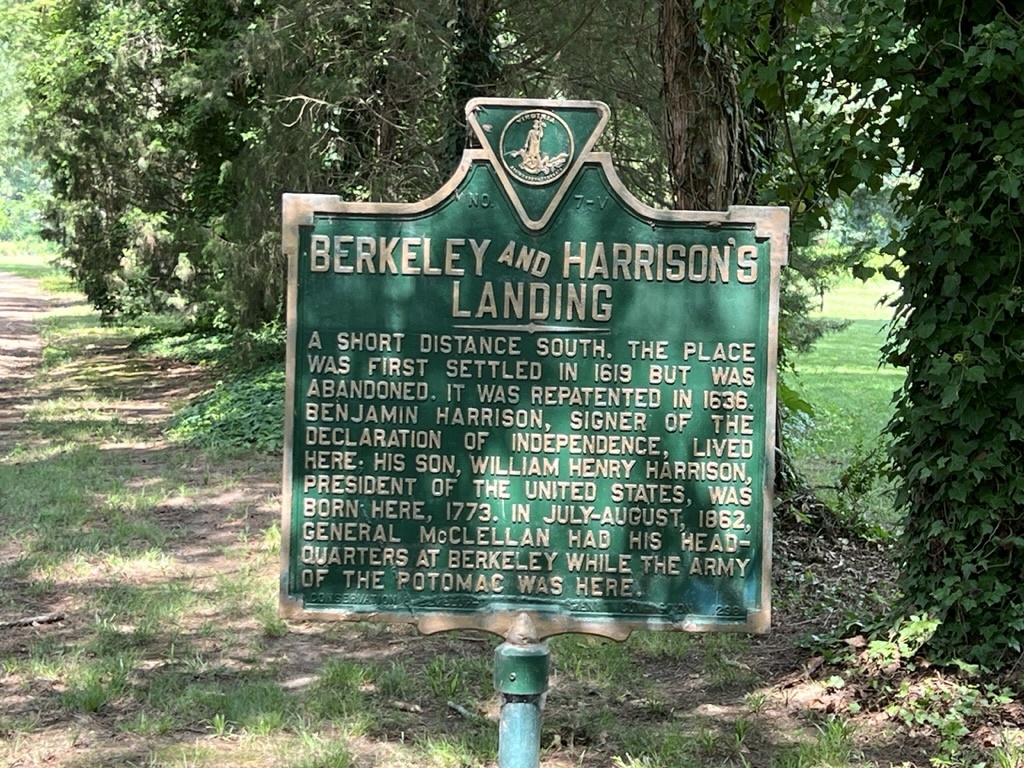 VIRGINIA
NO. 7-V
BERKELEY AND HARRISON'S
LANDING
A SHORT DISTANCE SOUTH. THE PLACE
WAS FIRST SETTLED IN 1619 BUT WAS
ABANDONED. IT WAS REPATENTED IN 1636.
BENJAMIN HARRISON, SIGNER OF THE
DECLARATION OF INDEPENDENCE, LIVED
HERE. HIS SON, WILLIAM HENRY HARRISON,
PRESIDENT OF THE UNITED STATES, WAS
BORN HERE, 1773. IN JULY-AUGUST, 1862,
GENERAL MCCLELLAN HAD HIS HEAD-
QUARTERS AT BERKELEY WHILE THE ARMY
OF THE POTOMAC WAS HERE.
CONSERVATION